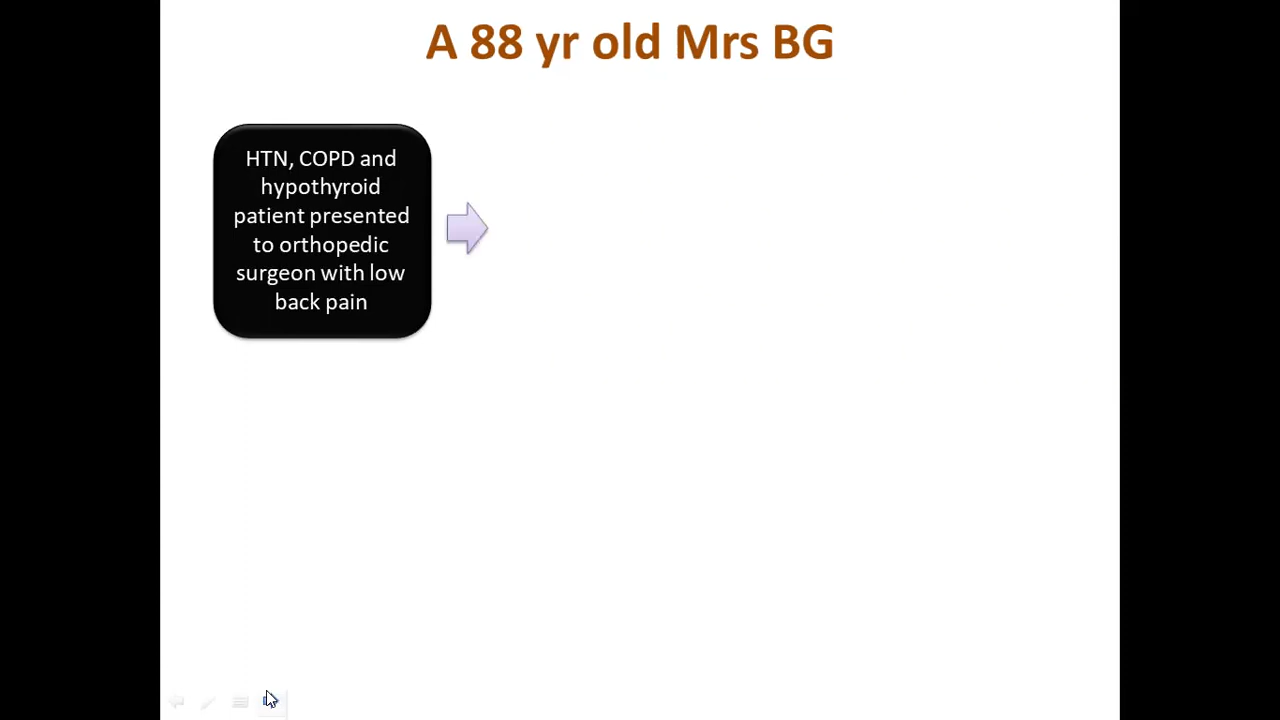 A 88 yr old Mrs BG
HTN, COPD and
hypothyroid
patient presented
to orthopedic
surgeon with low
back pain